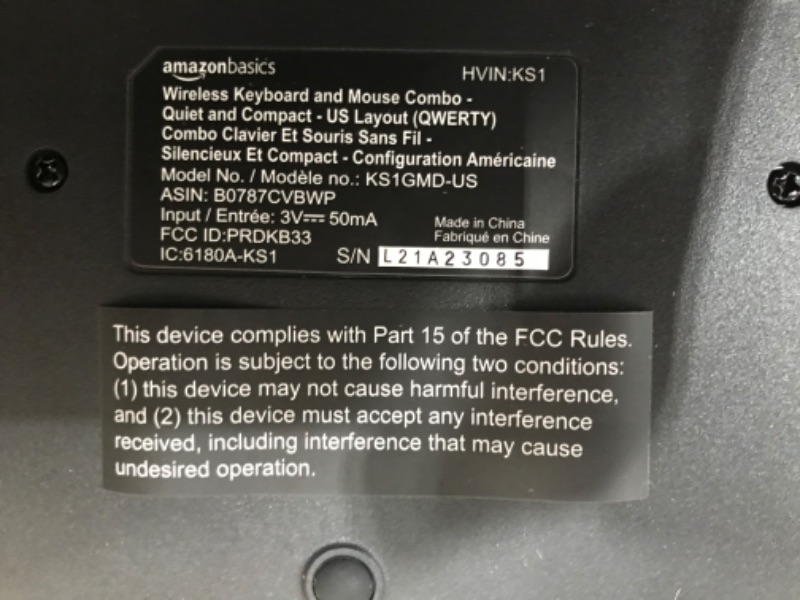 amazonbasics
HVIN:KS1
Wireless Keyboard and Mouse Combo -
Quiet and Compact - US Layout (QWERTY)
Combo Clavier Et Souris Sans Fil -
Silencieux Et Compact - Configuration Américaine
Model No. / Modèle no.: KS1GMD-US
ASIN: B0787CVBWP
Input / Entrée: 3V⎓ 50mA
Made in China
FCC ID:PRDKB33
Fabriqué en Chine
IC:6180A-KS1
S/N L21A23085
This device complies with Part 15 of the FCC Rules.
Operation is subject to the following two conditions:
(1) this device may not cause harmful interference,
and (2) this device must accept any interference
received, including interference that may cause
undesired operation.